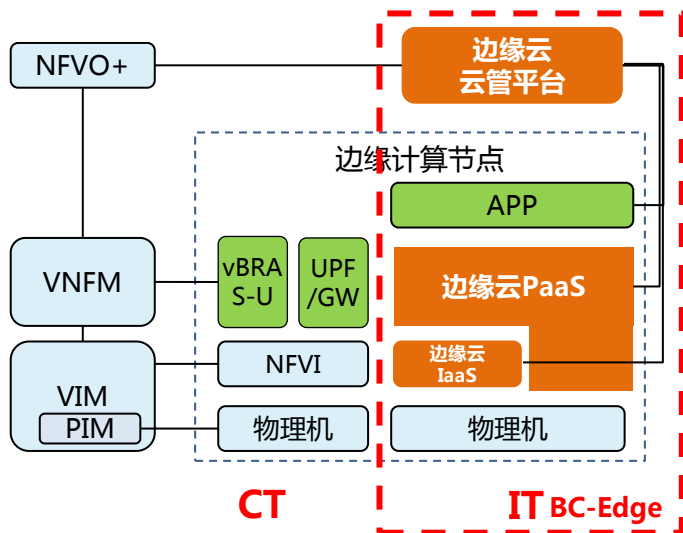 NFVO+
边缘云
云管平台
边缘计算节点
APP
VNFM
vBRA
S-U
UPF
/GW
边缘云PaaS
VIM
PIM
NFVI
边缘云
IaaS
物理机
物理机
CT
IT BC-Edge